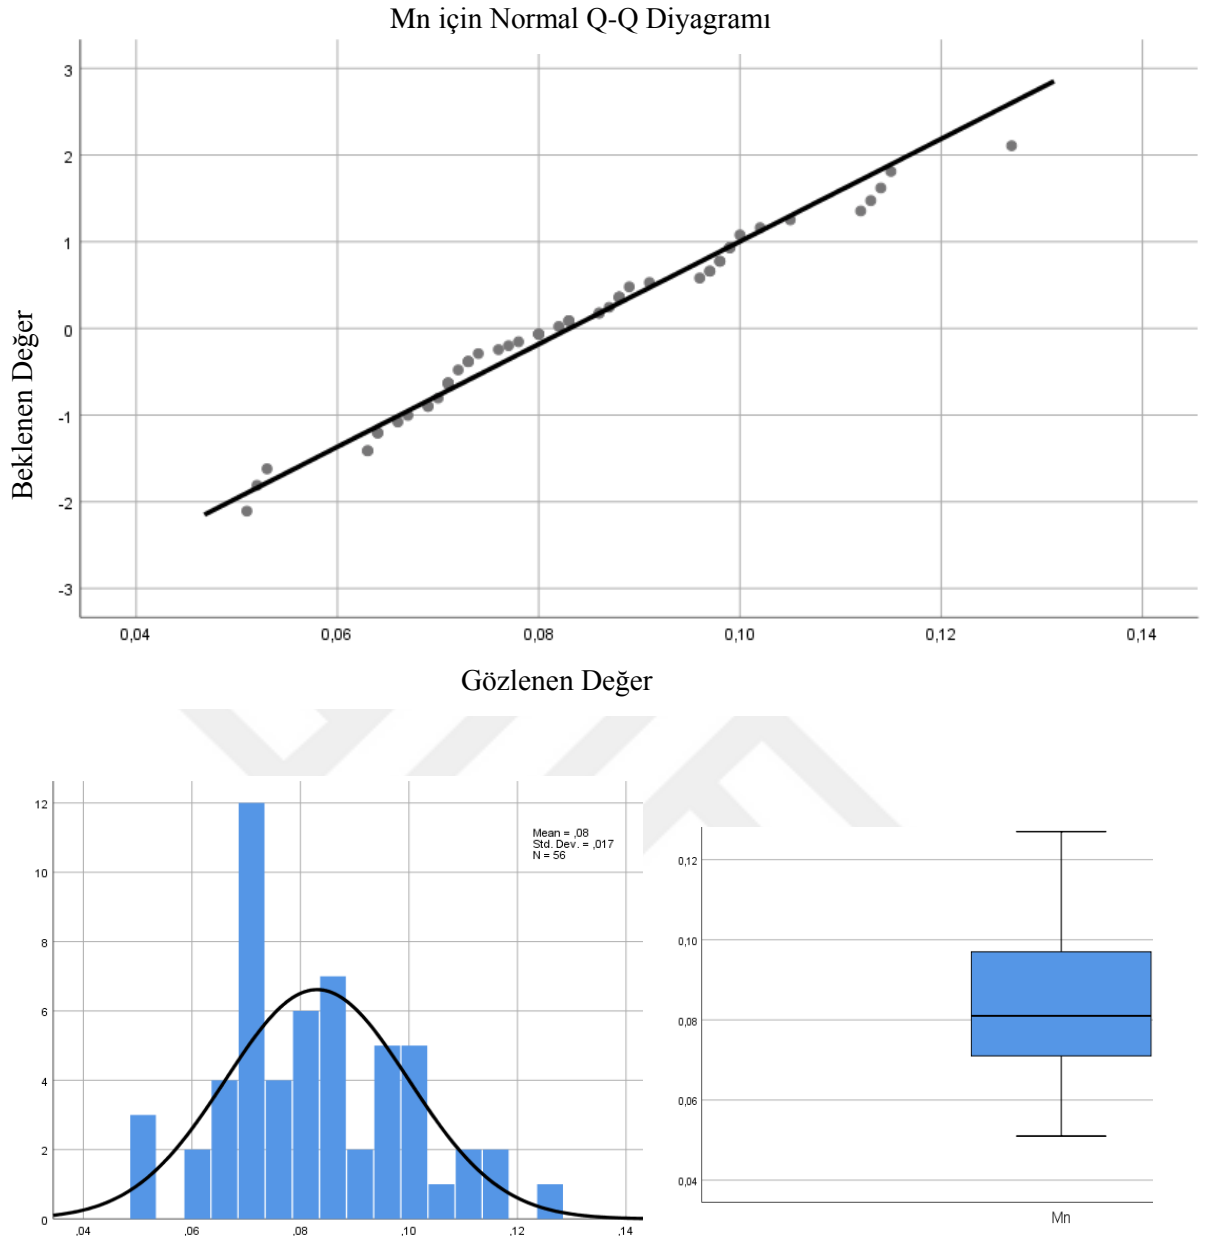 Mn için Normal Q-Q Diyagramı
3
2
1
0
-1
-2
-3
Beklenen Değer
0,04 0,06 0,08 0,10 0,12 0,14
Gözlenen Değer
12
10
8
6
4
2
0
Mean = ,08
Std. Dev. = ,017
N = 56
,04 ,06 ,08 ,10 ,12 ,14
0,12
0,10
0,08
0,06
0,04
Mn